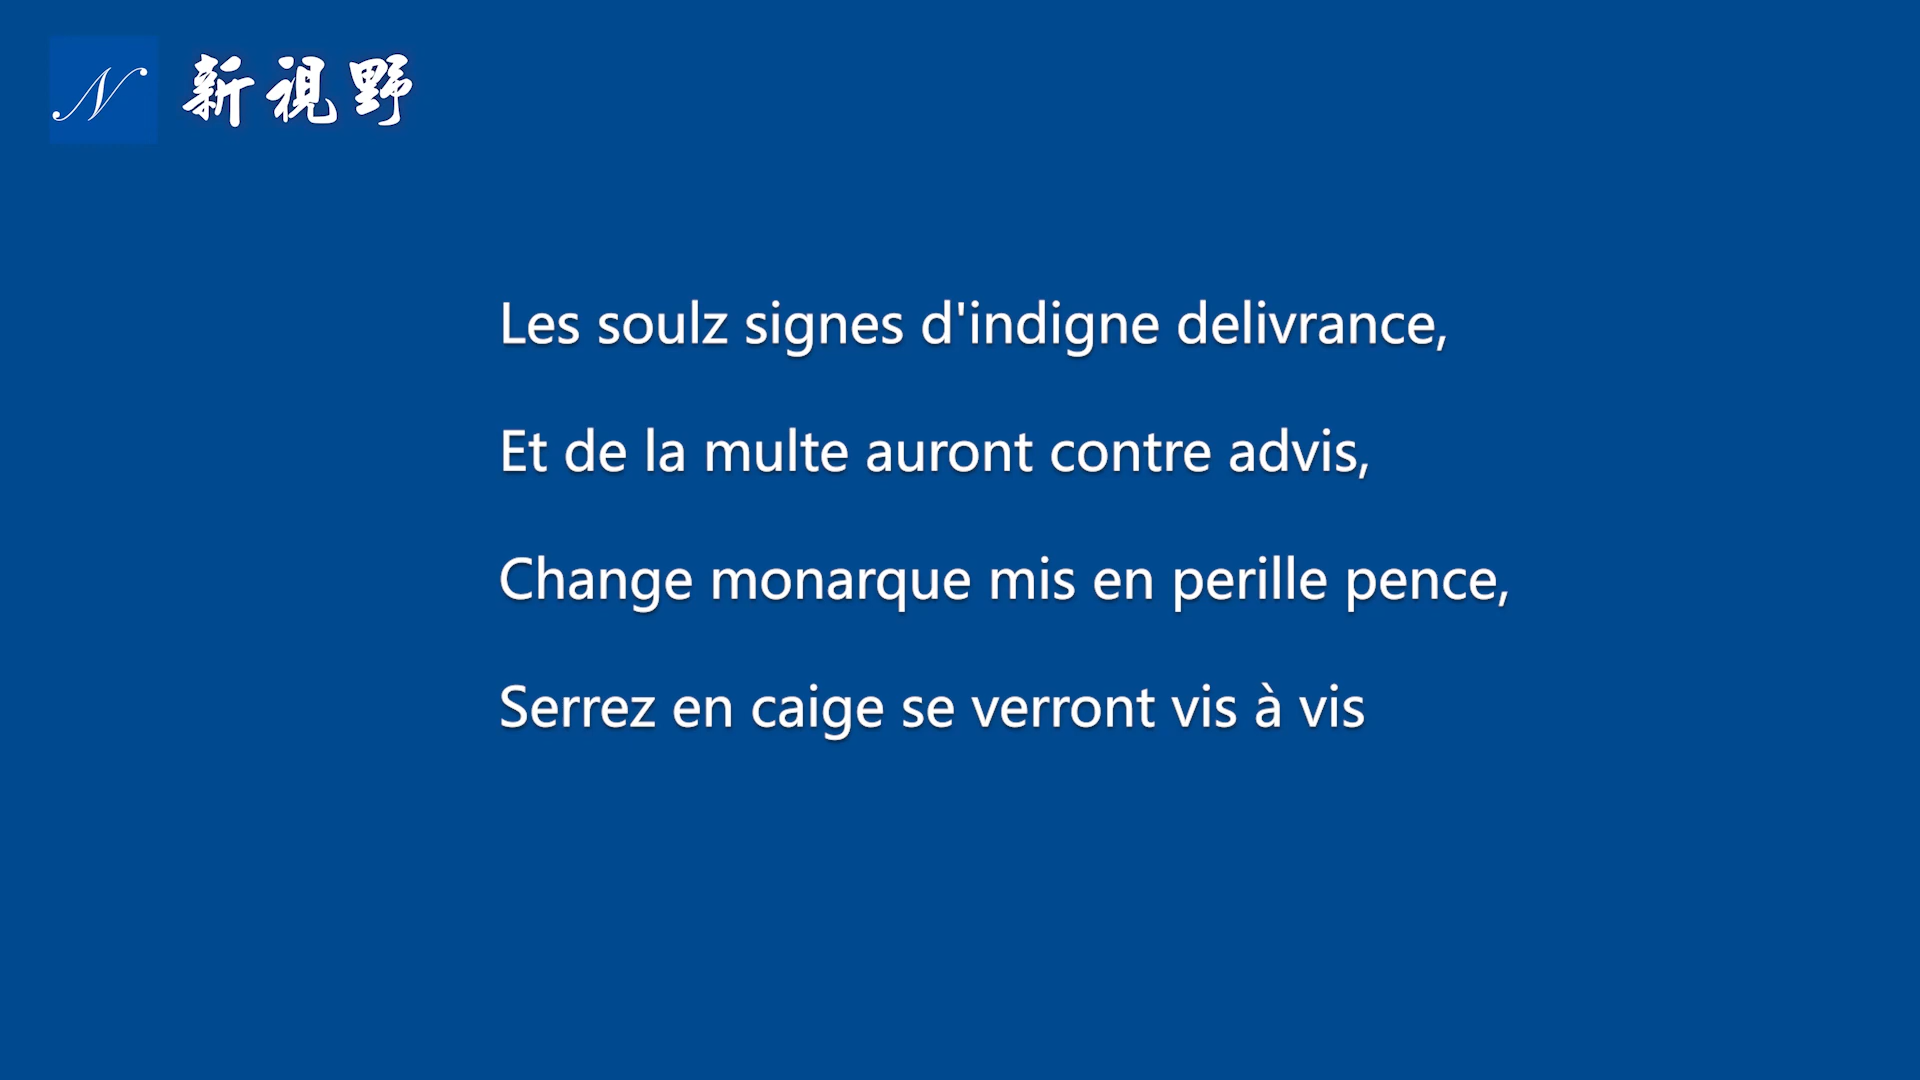 N 新視野
Les soulz signes d'indigne delivrance,
Et de la multe auront contre advis,
Change monarque mis en perille pence,
Serrez en caige se verront vis à vis